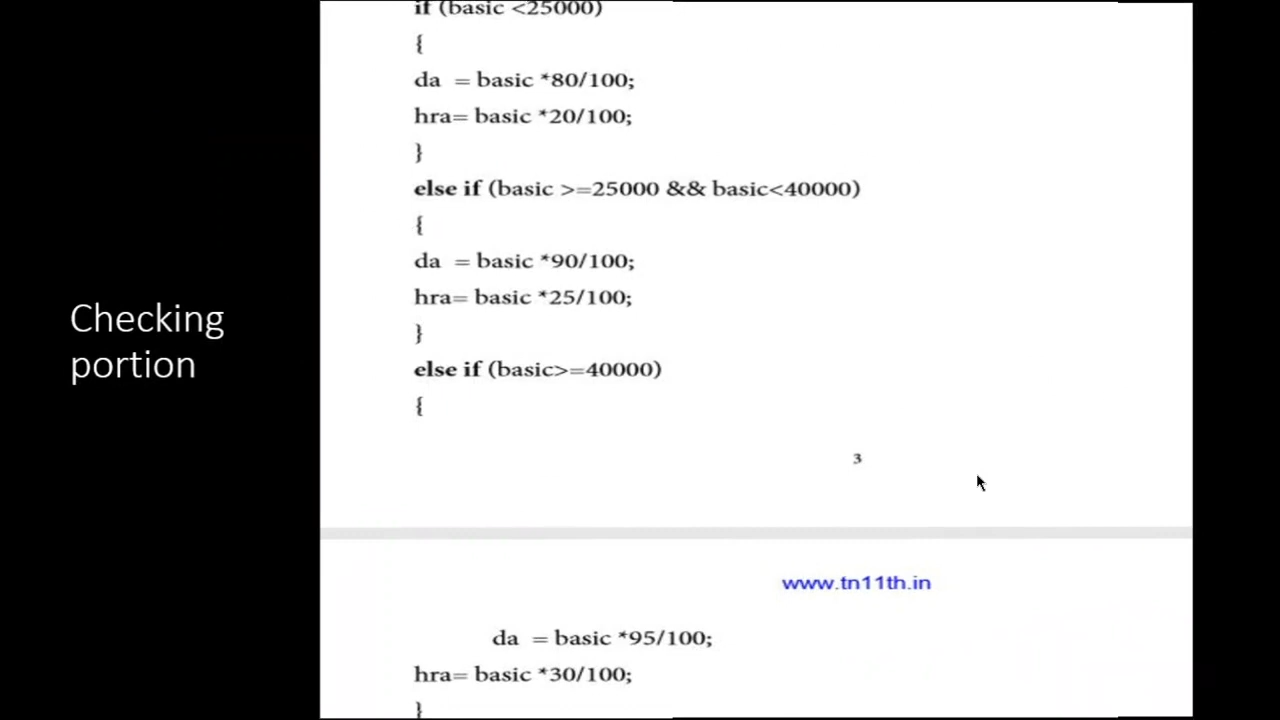 Checking
portion
if (basic <25000)
{
da = basic *80/100;
hra= basic *20/100;
}
else if (basic >=25000 && basic<40000)
{
da = basic *90/100;
hra= basic *25/100;
}
else if (basic>=40000)
{
3
www.tn11th.in
da = basic *95/100;
hra= basic *30/100;
}